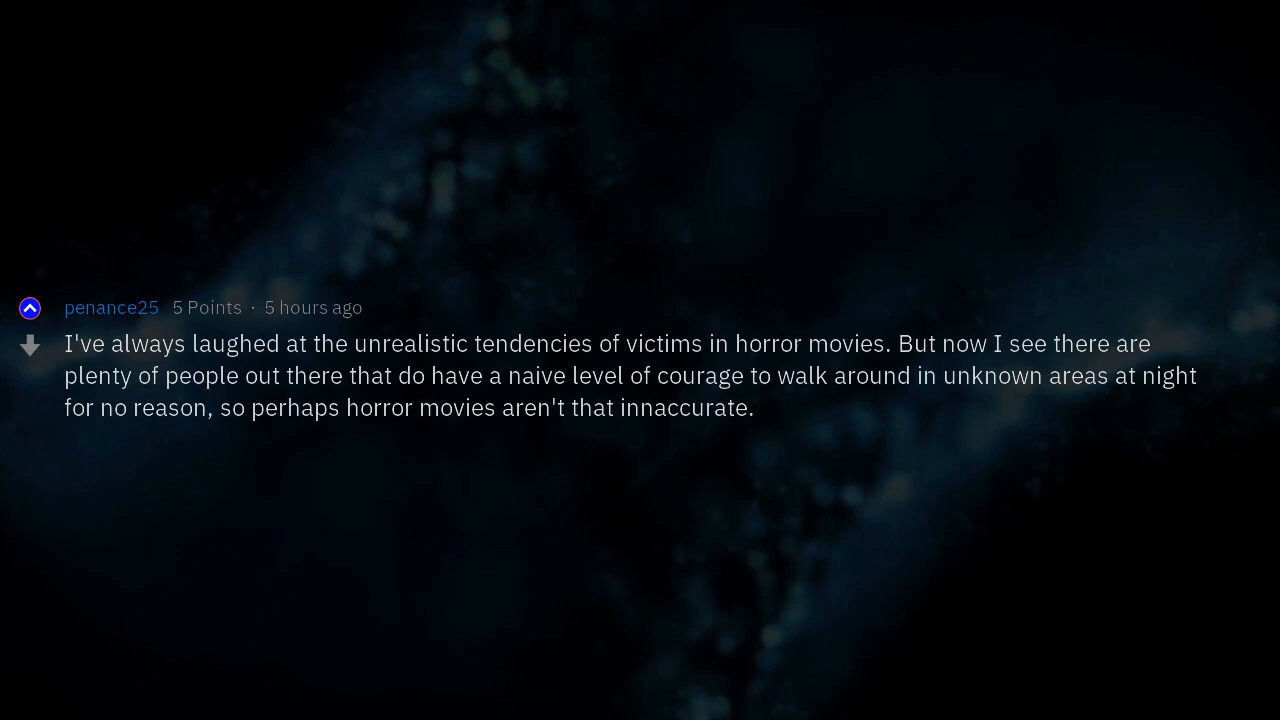 penance25 5 Points · 5 hours ago
I've always laughed at the unrealistic tendencies of victims in horror movies. But now I see there are
plenty of people out there that do have a naive level of courage to walk around in unknown areas at night
for no reason, so perhaps horror movies aren't that innaccurate.